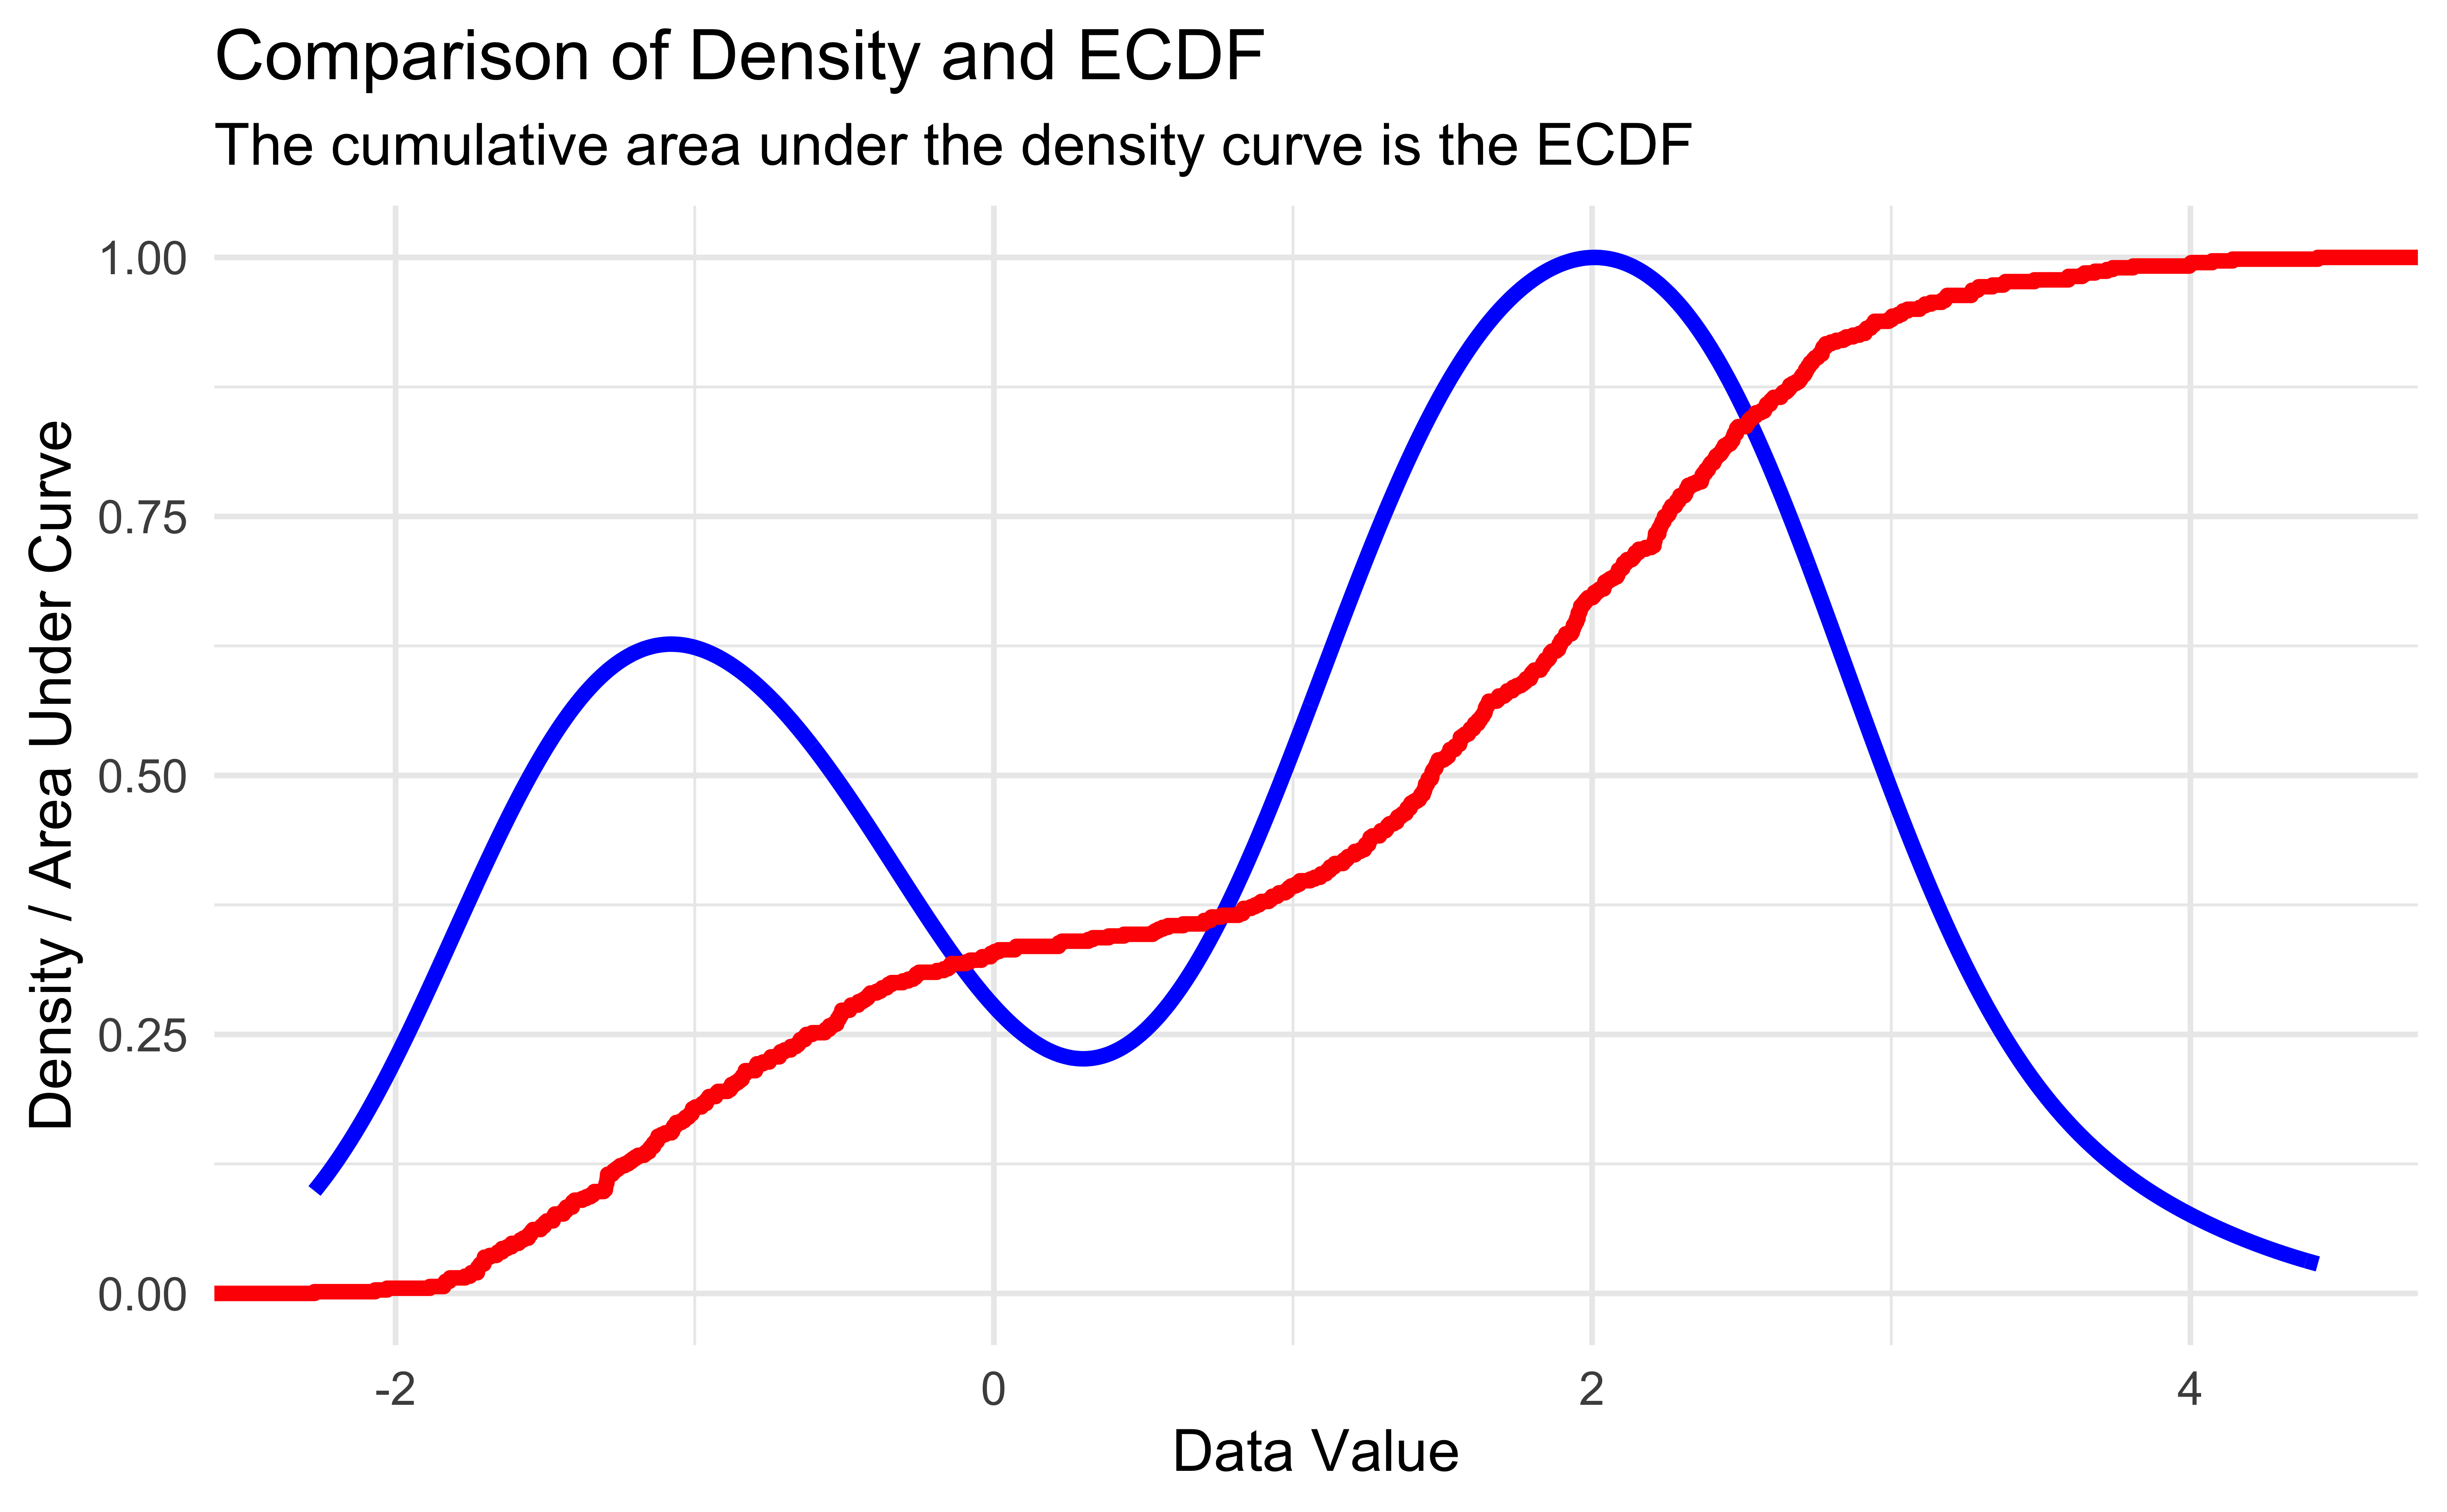 Comparison of Density and ECDF
The cumulative area under the density curve is the ECDF
Density / Area Under Curve
1.00
0.75
0.50
0.25
0.00
-2
0
2
4
Data Value